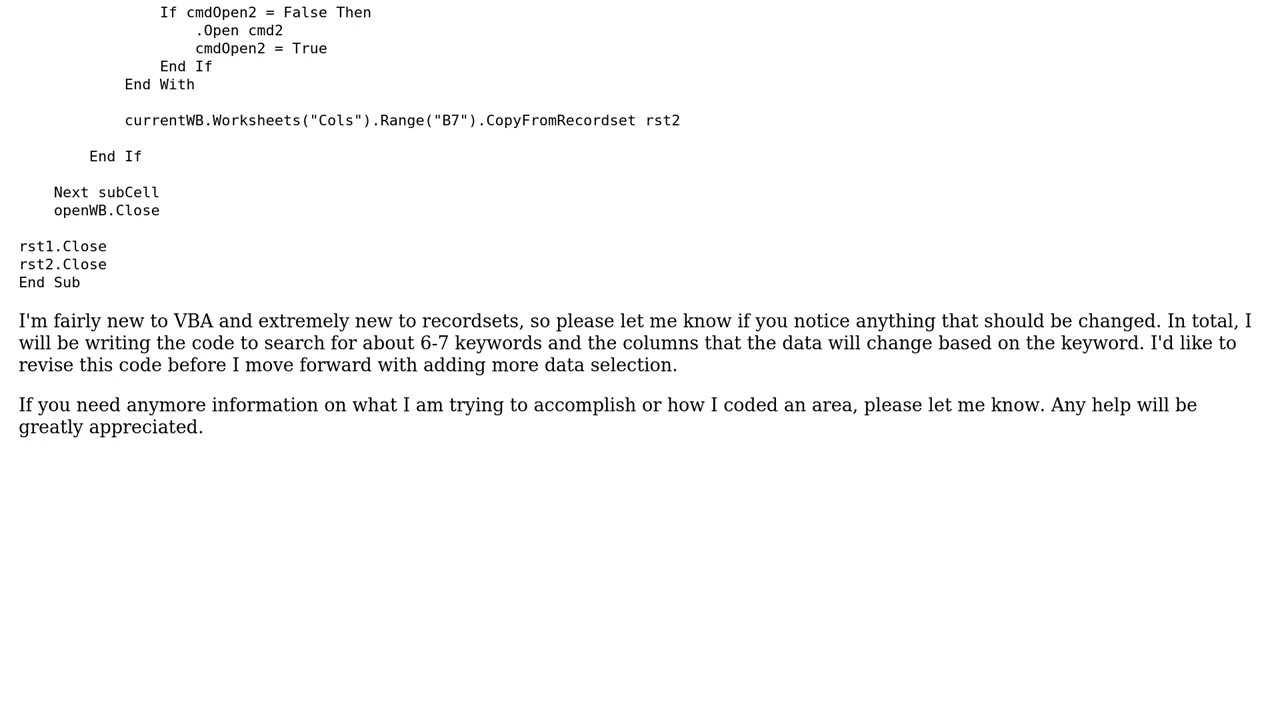 If cmdOpen2 = False Then
.Open cmd2
cmdOpen2 = True
End If
End With
currentWB.Worksheets("Cols").Range("B7").CopyFromRecordset rst2
End If
Next subCell
openWB.Close
rst1.Close
rst2.Close
End Sub
I'm fairly new to VBA and extremely new to recordsets, so please let me know if you notice anything that should be changed. In total, I
will be writing the code to search for about 6-7 keywords and the columns that the data will change based on the keyword. I'd like to
revise this code before I move forward with adding more data selection.
If you need anymore information on what I am trying to accomplish or how I coded an area, please let me know. Any help will be
greatly appreciated.